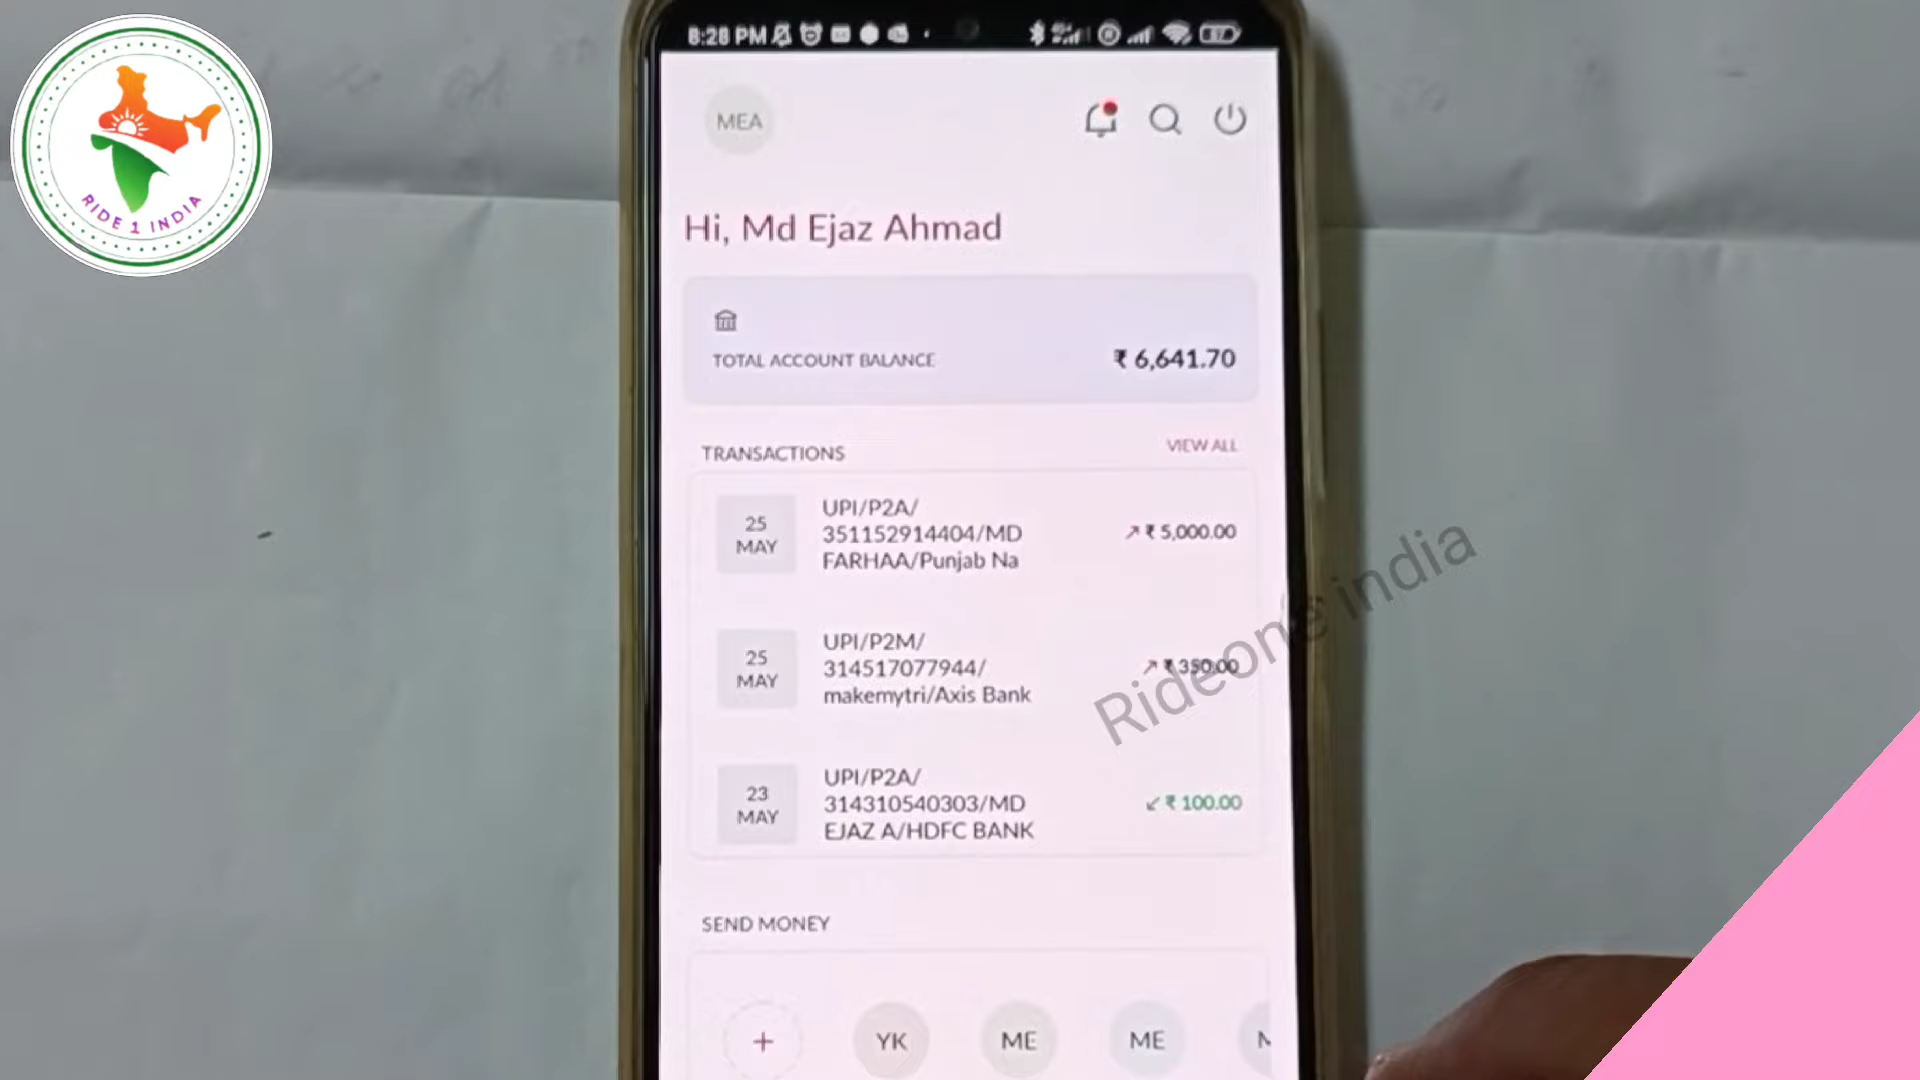 RIDE 1 INDIA
8:28 PM
MEA
Hi, Md Ejaz Ahmad
TOTAL ACCOUNT BALANCE
₹ 6,641.70
TRANSACTIONS
VIEW ALL
25
MAY
UPI/P2A/
351152914404/MD
FARHAA/Punjab Na
₹ 5,000.00
25
MAY
UPI/P2M/
314517077944/
makemytri/Axis Bank
₹ 350.00
23
MAY
UPI/P2A/
314310540303/MD
EJAZ A/HDFC BANK
₹ 100.00
Rideone india
SEND MONEY
+
YK
ME
ME